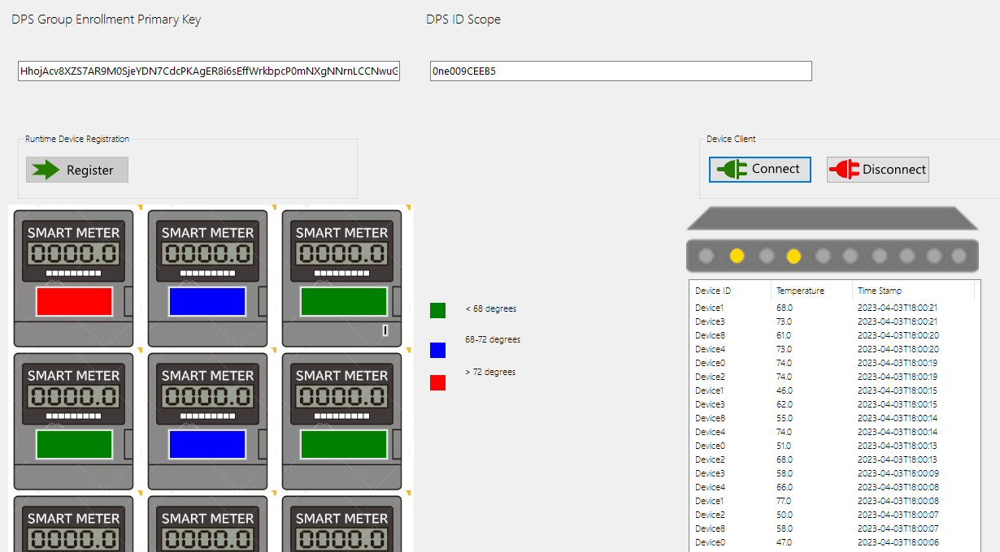 DPS Group Enrollment Primary Key
DPS ID Scope
HhojAcv8XZS7AR9M0SjeYDN7CdcPKAgER8i6sEffWrkbpcP0mNXgNNrnLCCNwuG
0ne009CEEB5
Runtime Device Registration
Register
Device Client
Connect
Disconnect
SMART METER
0000.0
SMART METER
0000.0
SMART METER
0000.0
SMART METER
0000.0
SMART METER
0000.0
SMART METER
0000.0
SMART METER
0000.0
SMART METER
0000.0
SMART METER
0000.0
< 68 degrees
68-72 degrees
> 72 degrees
Device ID Temperature Time Stamp
Device1 68.0 2023-04-03T18:00:21
Device3 73.0 2023-04-03T18:00:21
Device8 61.0 2023-04-03T18:00:20
Device4 73.0 2023-04-03T18:00:20
Device0 74.0 2023-04-03T18:00:19
Device2 74.0 2023-04-03T18:00:19
Device1 46.0 2023-04-03T18:00:15
Device3 62.0 2023-04-03T18:00:15
Device8 55.0 2023-04-03T18:00:14
Device4 74.0 2023-04-03T18:00:14
Device0 51.0 2023-04-03T18:00:13
Device2 68.0 2023-04-03T18:00:13
Device3 58.0 2023-04-03T18:00:09
Device4 66.0 2023-04-03T18:00:08
Device1 77.0 2023-04-03T18:00:08
Device2 50.0 2023-04-03T18:00:07
Device8 58.0 2023-04-03T18:00:07
Device0 47.0 2023-04-03T18:00:06